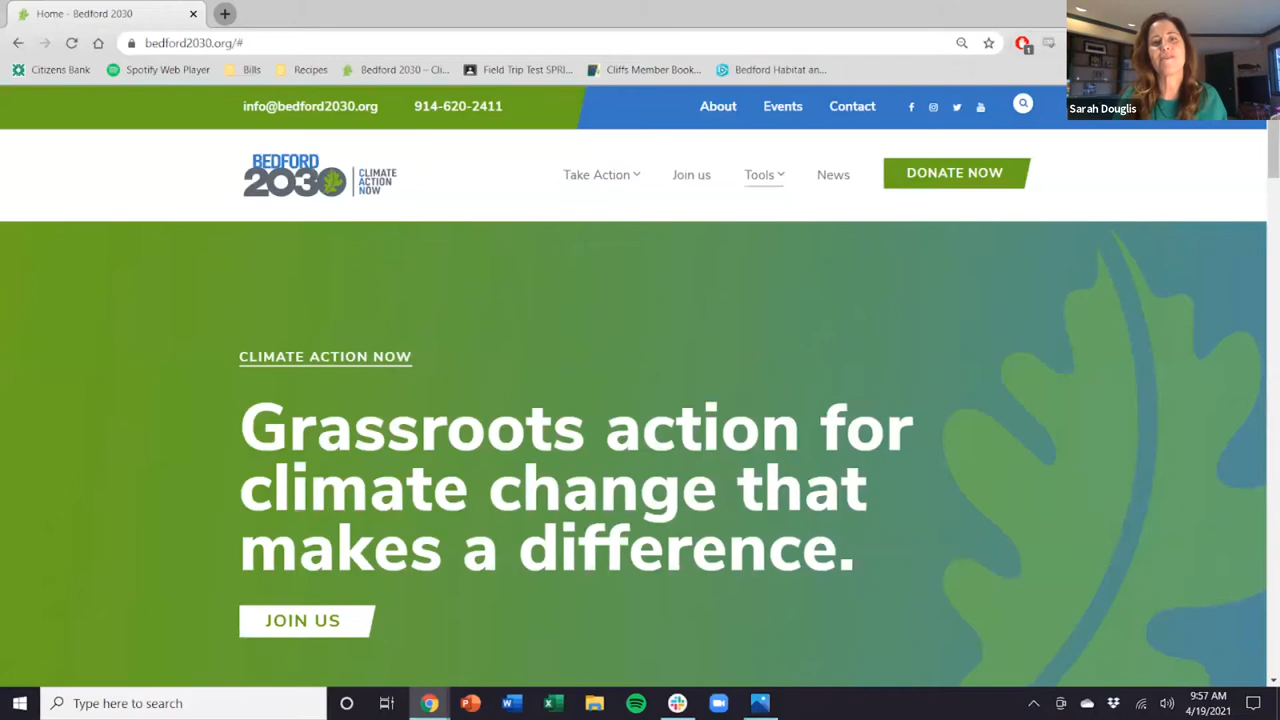 Home - Bedford 2030
bedford2030.org/#
Citizens Bank
Spotify Web Player
Bills
Recipes
Bedford 2030 – Cli...
Field Trip Test SPRI...
Cliffs Member Book...
Bedford Habitat an...
1
Sarah Douglis
info@bedford2030.org
914-620-2411
About
Events
Contact
BEDFORD
2030
CLIMATE
ACTION
NOW
Take Action
Join us
Tools
News
DONATE NOW
CLIMATE ACTION NOW
Grassroots action for
climate change that
makes a difference.
JOIN US
Type here to search
9:57 AM
4/19/2021